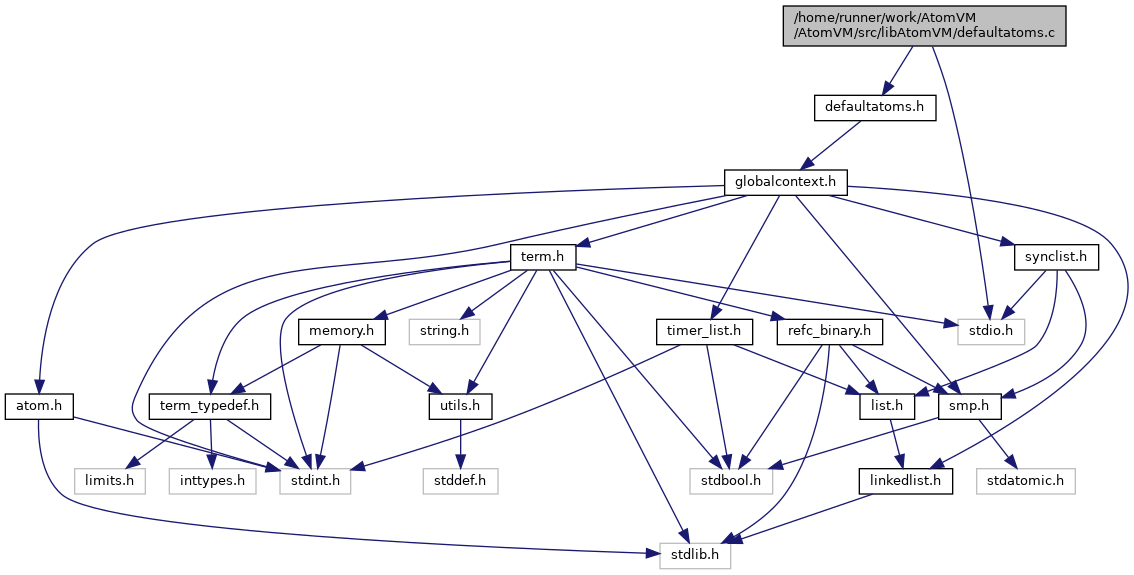 /home/runner/work/AtomVM
/AtomVM/src/libAtomVM/defaultatoms.c
defaultatoms.h
globalcontext.h
term.h
synclist.h
memory.h
string.h
timer_list.h
refc_binary.h
stdio.h
atom.h
term_typedef.h
utils.h
list.h
smp.h
limits.h
inttypes.h
stdint.h
stddef.h
stdbool.h
linkedlist.h
stdatomic.h
stdlib.h